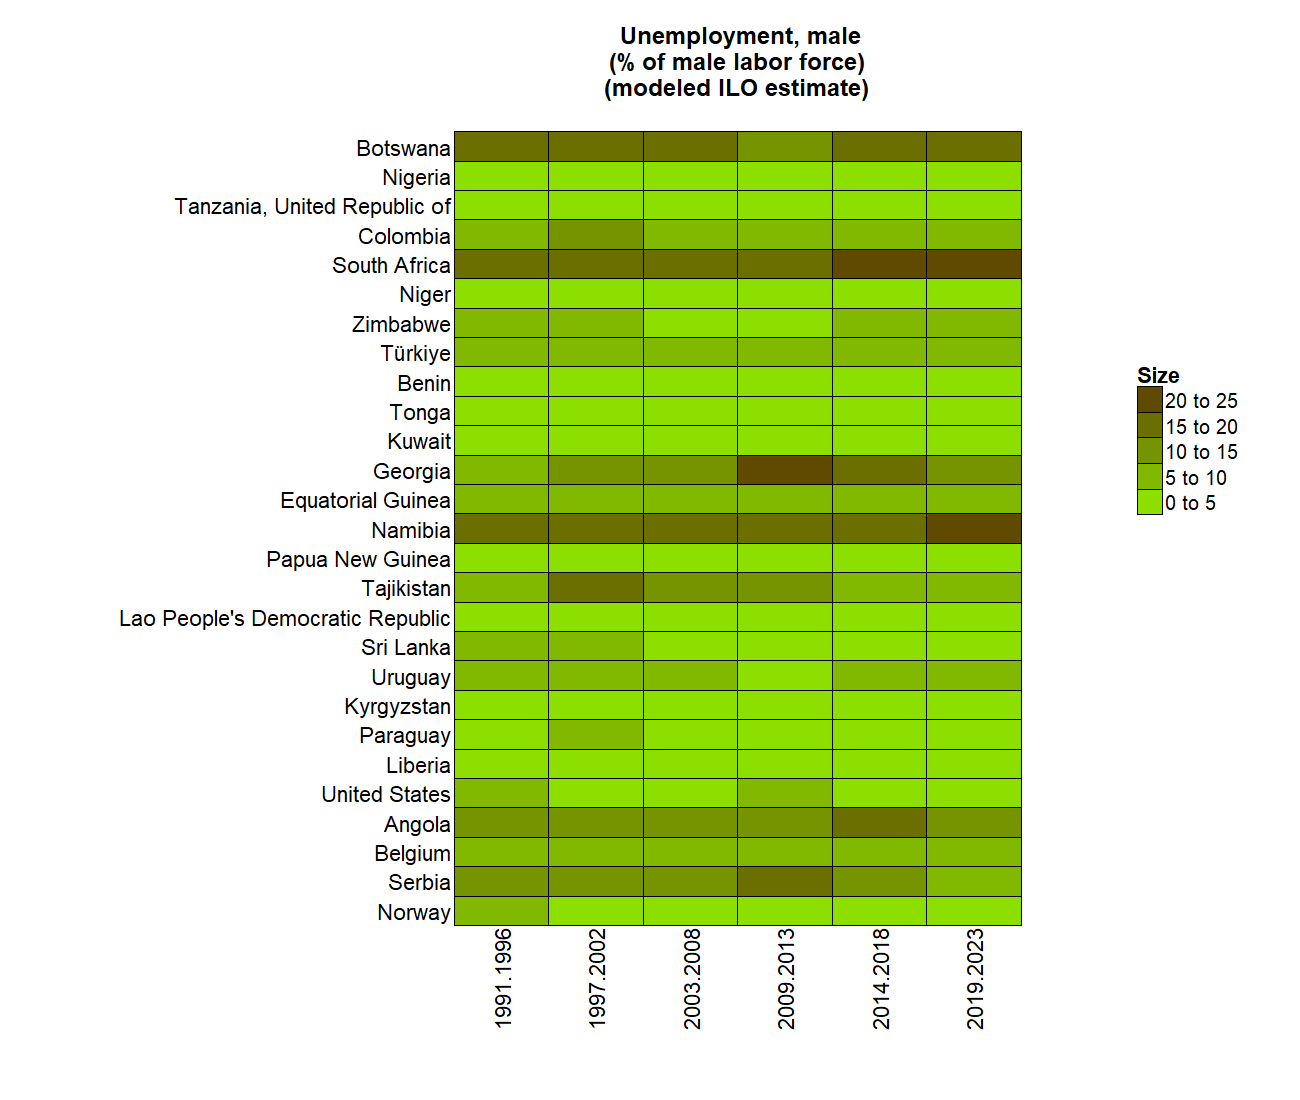 Unemployment, male
(% of male labor force)
(modeled ILO estimate)
Botswana
Nigeria
Tanzania, United Republic of
Colombia
South Africa
Niger
Zimbabwe
Türkiye
Benin
Tonga
Kuwait
Georgia
Equatorial Guinea
Namibia
Papua New Guinea
Tajikistan
Lao People's Democratic Republic
Sri Lanka
Uruguay
Kyrgyzstan
Paraguay
Liberia
United States
Angola
Belgium
Serbia
Norway
1991.1996
1997.2002
2003.2008
2009.2013
2014.2018
2019.2023
Size
20 to 25
15 to 20
10 to 15
5 to 10
0 to 5